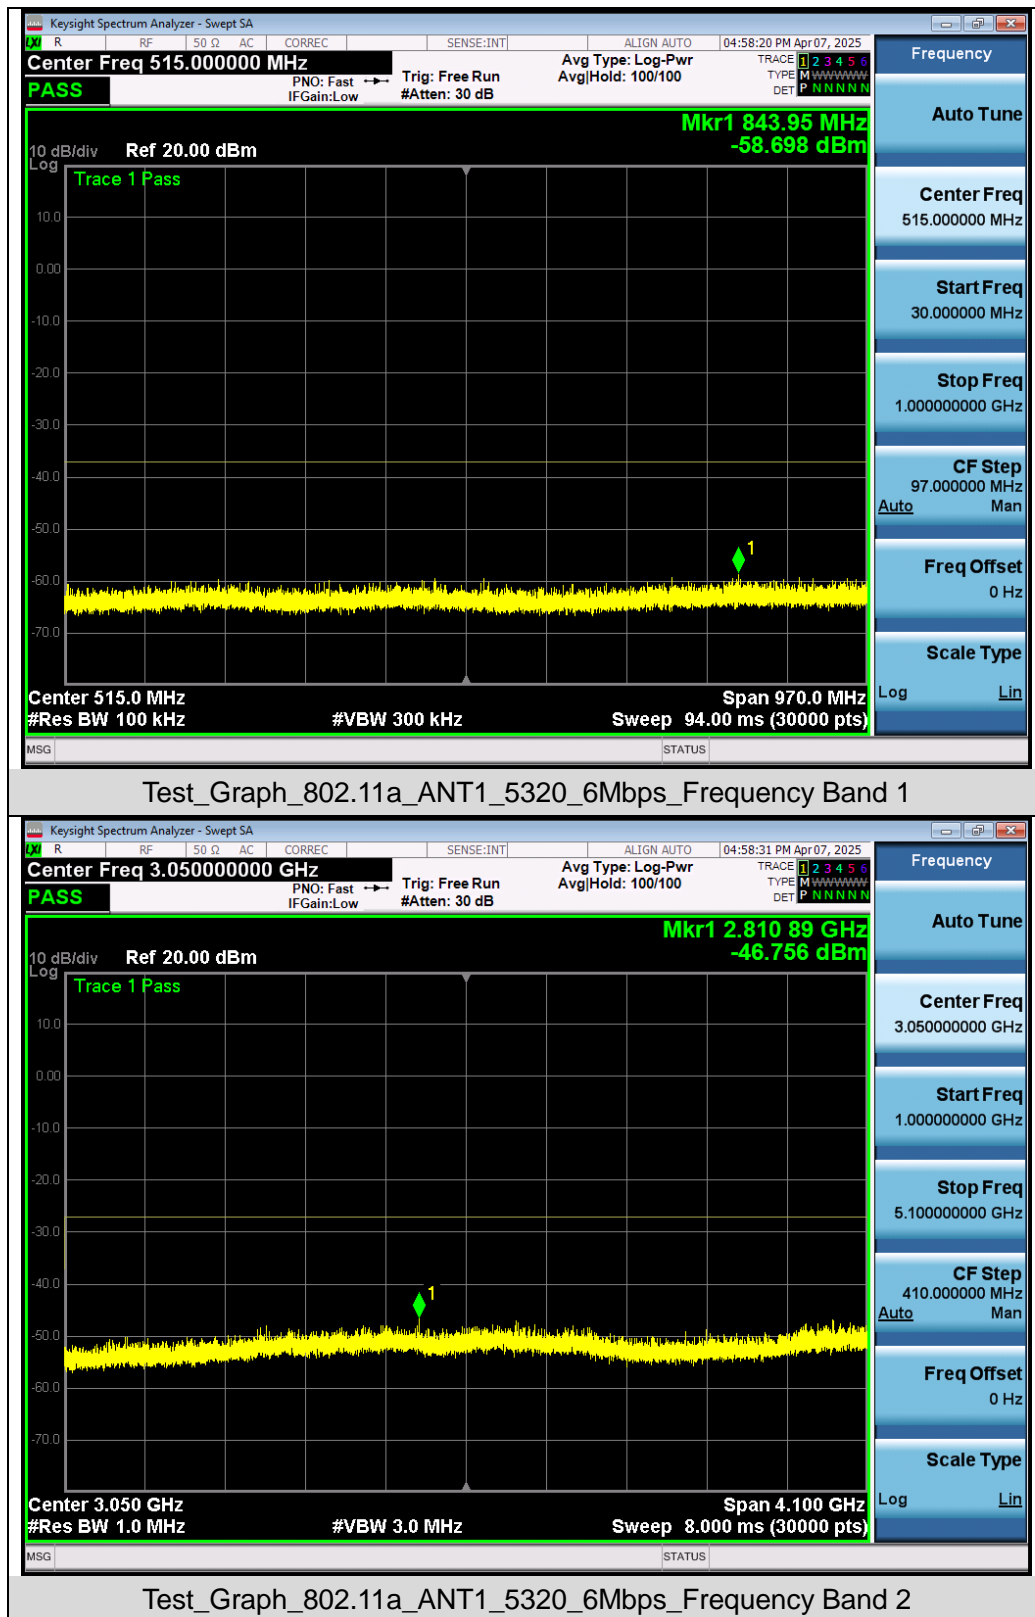 Keysight Spectrum Analyzer - Swept SA
LXI R RF 50 Ω AC CORREC SENSE:INT ALIGN AUTO 04:58:20 PM Apr 07, 2025
Center Freq 515.000000 MHz
PASS
PNO: Fast
IFGain:Low
Trig: Free Run
#Atten: 30 dB
Avg Type: Log-Pwr
Avg|Hold: 100/100
TRACE 1 2 3 4 5 6
TYPE M WWWWW
DET P N N N N N
Mkr1 843.95 MHz
-58.698 dBm
10 dB/div Ref 20.00 dBm
Log
Trace 1 Pass
10.0
0.00
-10.0
-20.0
-30.0
-40.0
-50.0
1
-60.0
-70.0
Center 515.0 MHz Span 970.0 MHz
#Res BW 100 kHz #VBW 300 kHz Sweep 94.00 ms (30000 pts)
MSG STATUS
Frequency
Auto Tune
Center Freq
515.000000 MHz
Start Freq
30.000000 MHz
Stop Freq
1.000000000 GHz
CF Step
97.000000 MHz
Auto Man
Freq Offset
0 Hz
Scale Type
Log Lin
Test_Graph_802.11a_ANT1_5320_6Mbps_Frequency Band 1
Keysight Spectrum Analyzer - Swept SA
LXI R RF 50 Ω AC CORREC SENSE:INT ALIGN AUTO 04:58:31 PM Apr 07, 2025
Center Freq 3.050000000 GHz
PASS
PNO: Fast
IFGain:Low
Trig: Free Run
#Atten: 30 dB
Avg Type: Log-Pwr
Avg|Hold: 100/100
TRACE 1 2 3 4 5 6
TYPE M WWWWW
DET P N N N N N
Mkr1 2.810 89 GHz
-46.756 dBm
10 dB/div Ref 20.00 dBm
Log
Trace 1 Pass
10.0
0.00
-10.0
-20.0
-30.0
-40.0
1
-50.0
-60.0
-70.0
Center 3.050 GHz Span 4.100 GHz
#Res BW 1.0 MHz #VBW 3.0 MHz Sweep 8.000 ms (30000 pts)
MSG STATUS
Frequency
Auto Tune
Center Freq
3.050000000 GHz
Start Freq
1.000000000 GHz
Stop Freq
5.100000000 GHz
CF Step
410.000000 MHz
Auto Man
Freq Offset
0 Hz
Scale Type
Log Lin
Test_Graph_802.11a_ANT1_5320_6Mbps_Frequency Band 2